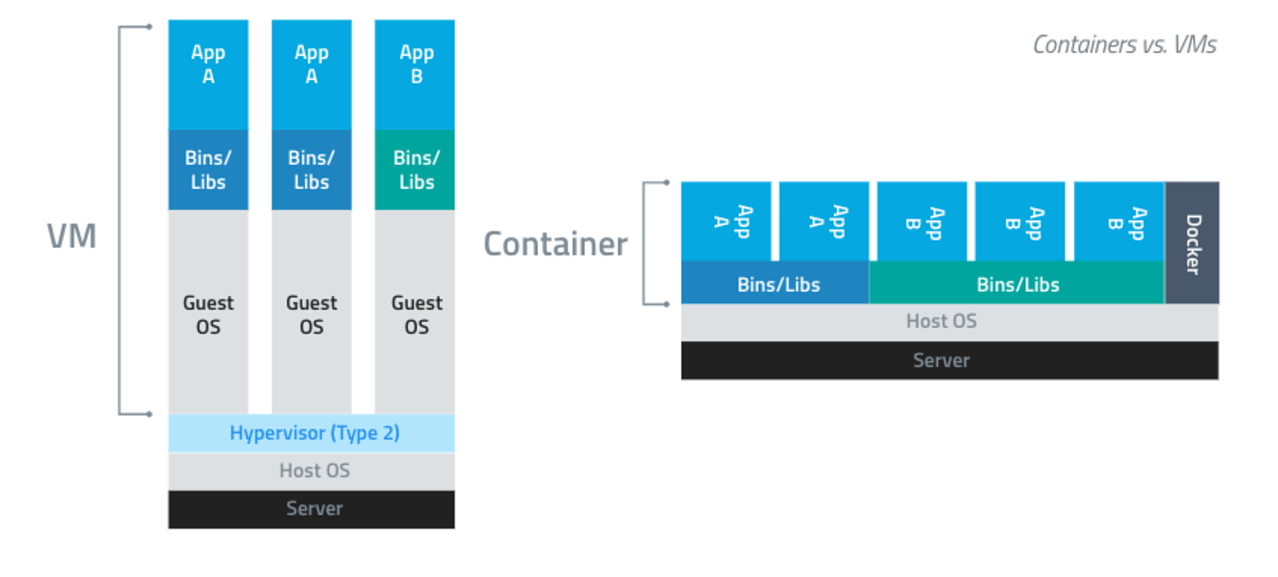 Containers vs. VMs
VM
App
A
App
A
App
B
Bins/
Libs
Bins/
Libs
Bins/
Libs
Guest
OS
Guest
OS
Guest
OS
Hypervisor (Type 2)
Host OS
Server
Container
App
A
App
A
App
B
App
B
App
B
Docker
Bins/Libs
Bins/Libs
Host OS
Server